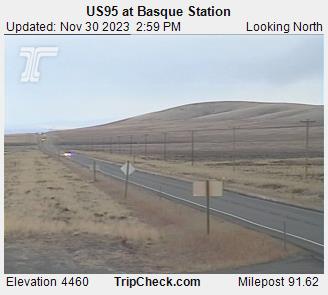 US95 at Basque Station
Updated: Nov 30 2023 2:59 PM Looking North
Elevation 4460 TripCheck.com Milepost 91.62